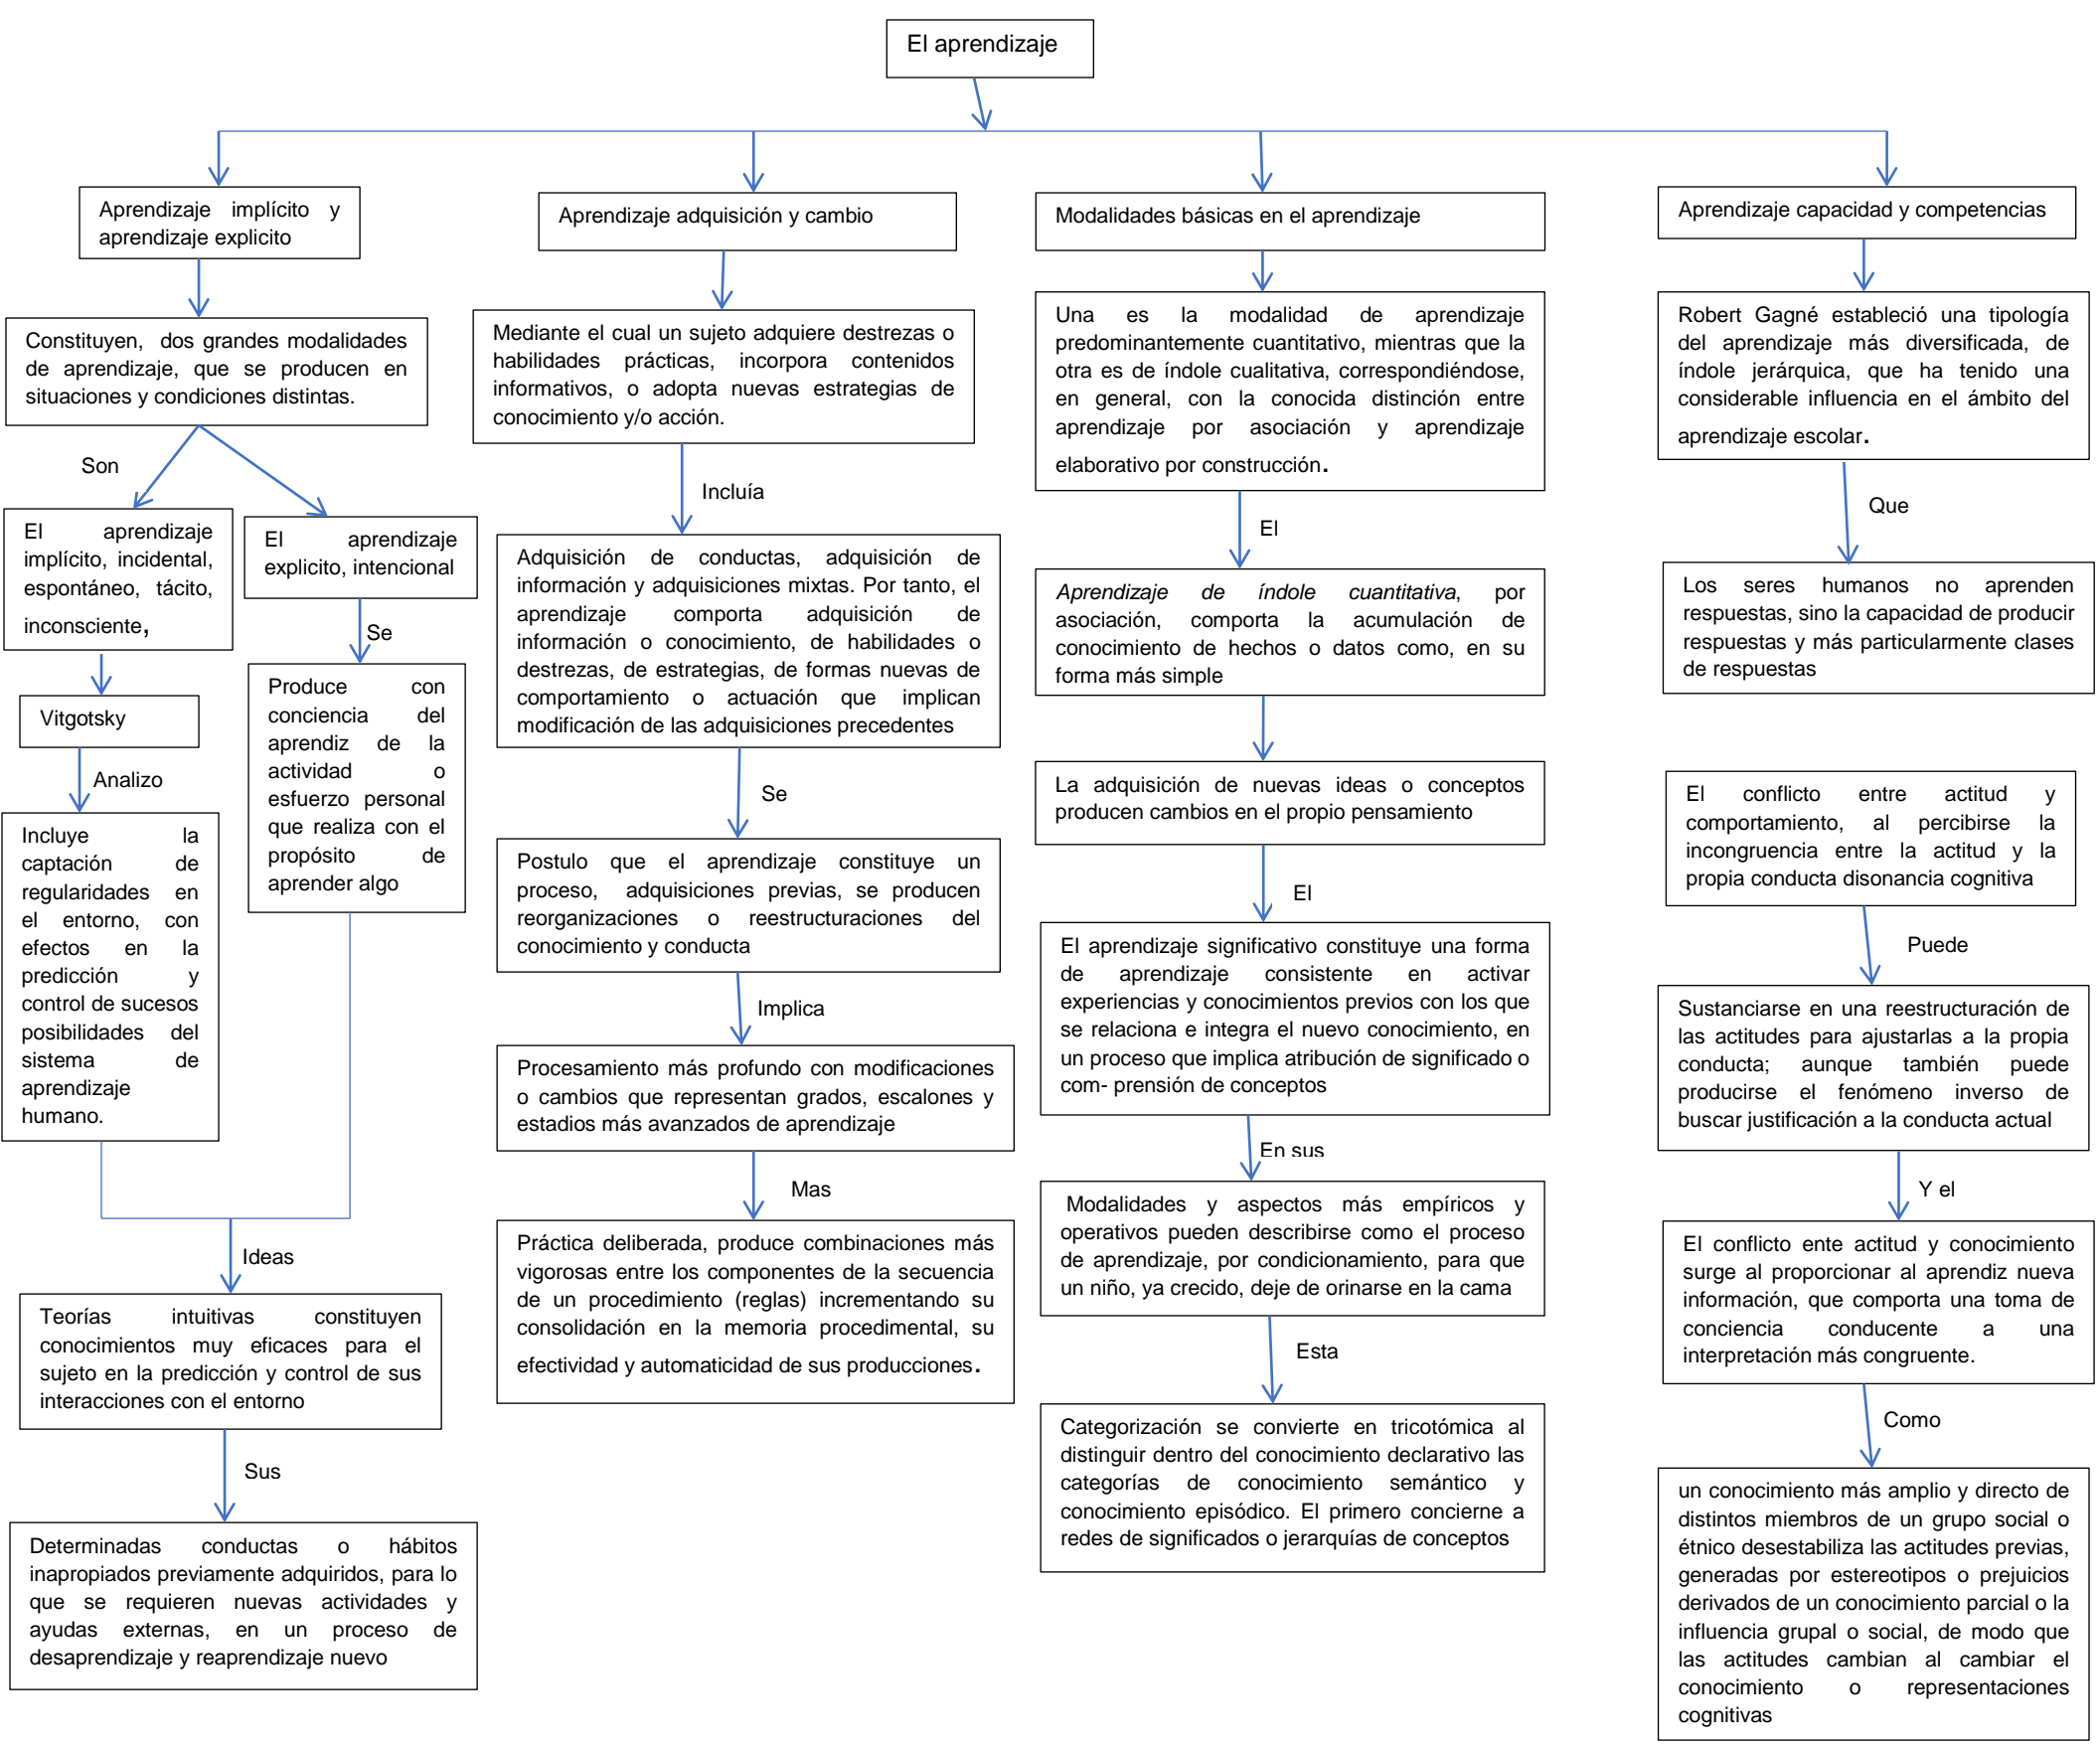 El aprendizaje
Aprendizaje implícito y
aprendizaje explicito
Constituyen, dos grandes modalidades
de aprendizaje, que se producen en
situaciones y condiciones distintas.
Son
El aprendizaje
implícito, incidental,
espontáneo, tácito,
inconsciente,
El aprendizaje
explicito, intencional
Se
Vitgotsky
Analizo
Produce con
conciencia del
aprendiz de la
actividad o
esfuerzo personal
que realiza con el
propósito de
aprender algo
Incluye la
captación de
regularidades en
el entorno, con
efectos en la
predicción y
control de sucesos
posibilidades del
sistema de
aprendizaje
humano.
Ideas
Teorías intuitivas constituyen
conocimientos muy eficaces para el
sujeto en la predicción y control de sus
interacciones con el entorno
Sus
Determinadas conductas o hábitos
inapropiados previamente adquiridos, para lo
que se requieren nuevas actividades y
ayudas externas, en un proceso de
desaprendizaje y reaprendizaje nuevo
Aprendizaje adquisición y cambio
Mediante el cual un sujeto adquiere destrezas o
habilidades prácticas, incorpora contenidos
informativos, o adopta nuevas estrategias de
conocimiento y/o acción.
Incluía
Adquisición de conductas, adquisición de
información y adquisiciones mixtas. Por tanto, el
aprendizaje comporta adquisición de
información o conocimiento, de habilidades o
destrezas, de estrategias, de formas nuevas de
comportamiento o actuación que implican
modificación de las adquisiciones precedentes
Se
Postulo que el aprendizaje constituye un
proceso, adquisiciones previas, se producen
reorganizaciones o reestructuraciones del
conocimiento y conducta
Implica
Procesamiento más profundo con modificaciones
o cambios que representan grados, escalones y
estadios más avanzados de aprendizaje
Mas
Práctica deliberada, produce combinaciones más
vigorosas entre los componentes de la secuencia
de un procedimiento (reglas) incrementando su
consolidación en la memoria procedimental, su
efectividad y automaticidad de sus producciones.
Modalidades básicas en el aprendizaje
Una es la modalidad de aprendizaje
predominantemente cuantitativo, mientras que la
otra es de índole cualitativa, correspondiéndose,
en general, con la conocida distinción entre
aprendizaje por asociación y aprendizaje
elaborativo por construcción.
El
Aprendizaje de índole cuantitativa, por
asociación, comporta la acumulación de
conocimiento de hechos o datos como, en su
forma más simple
La adquisición de nuevas ideas o conceptos
producen cambios en el propio pensamiento
El
El aprendizaje significativo constituye una forma
de aprendizaje consistente en activar
experiencias y conocimientos previos con los que
se relaciona e integra el nuevo conocimiento, en
un proceso que implica atribución de significado o
com- prensión de conceptos
En sus
Modalidades y aspectos más empíricos y
operativos pueden describirse como el proceso
de aprendizaje, por condicionamiento, para que
un niño, ya crecido, deje de orinarse en la cama
Esta
Categorización se convierte en tricotómica al
distinguir dentro del conocimiento declarativo las
categorías de conocimiento semántico y
conocimiento episódico. El primero concierne a
redes de significados o jerarquías de conceptos
Aprendizaje capacidad y competencias
Robert Gagné estableció una tipología
del aprendizaje más diversificada, de
índole jerárquica, que ha tenido una
considerable influencia en el ámbito del
aprendizaje escolar.
Que
Los seres humanos no aprenden
respuestas, sino la capacidad de producir
respuestas y más particularmente clases
de respuestas
El conflicto entre actitud y
comportamiento, al percibirse la
incongruencia entre la actitud y la
propia conducta disonancia cognitiva
Puede
Sustanciarse en una reestructuración de
las actitudes para ajustarlas a la propia
conducta; aunque también puede
producirse el fenómeno inverso de
buscar justificación a la conducta actual
Y el
El conflicto ente actitud y conocimiento
surge al proporcionar al aprendiz nueva
información, que comporta una toma de
conciencia conducente a una
interpretación más congruente.
Como
un conocimiento más amplio y directo de
distintos miembros de un grupo social o
étnico desestabiliza las actitudes previas,
generadas por estereotipos o prejuicios
derivados de un conocimiento parcial o la
influencia grupal o social, de modo que
las actitudes cambian al cambiar el
conocimiento o representaciones
cognitivas